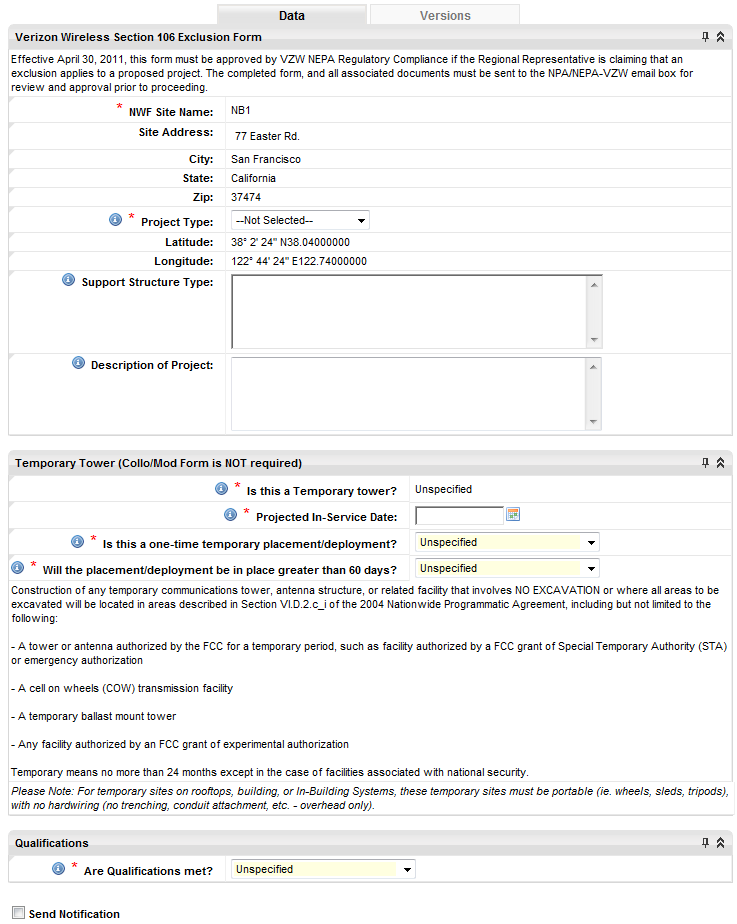 Data
Versions
Verizon Wireless Section 106 Exclusion Form
Effective April 30, 2011, this form must be approved by VZW NEPA Regulatory Compliance if the Regional Representative is claiming that an
exclusion applies to a proposed project. The completed form, and all associated documents must be sent to the NPA/NEPA-VZW email box for
review and approval prior to proceeding.
* NWF Site Name: NB1
Site Address: 77 Easter Rd.
City: San Francisco
State: California
Zip: 37474
* Project Type: --Not Selected--
Latitude: 38° 2' 24" N38.04000000
Longitude: 122° 44' 24" E122.74000000
Support Structure Type:
Description of Project:
Temporary Tower (Collo/Mod Form is NOT required)
* Is this a Temporary tower? Unspecified
* Projected In-Service Date:
* Is this a one-time temporary placement/deployment? Unspecified
* Will the placement/deployment be in place greater than 60 days? Unspecified
Construction of any temporary communications tower, antenna structure, or related facility that involves NO EXCAVATION or where all areas to be
excavated will be located in areas described in Section VI.D.2.c_i of the 2004 Nationwide Programmatic Agreement, including but not limited to the
following:
- A tower or antenna authorized by the FCC for a temporary period, such as facility authorized by a FCC grant of Special Temporary Authority (STA)
or emergency authorization
- A cell on wheels (COW) transmission facility
- A temporary ballast mount tower
- Any facility authorized by an FCC grant of experimental authorization
Temporary means no more than 24 months except in the case of facilities associated with national security.
Please Note: For temporary sites on rooftops, building, or In-Building Systems, these temporary sites must be portable (ie. wheels, sleds, tripods),
with no hardwiring (no trenching, conduit attachment, etc. - overhead only).
Qualifications
* Are Qualifications met? Unspecified
Send Notification